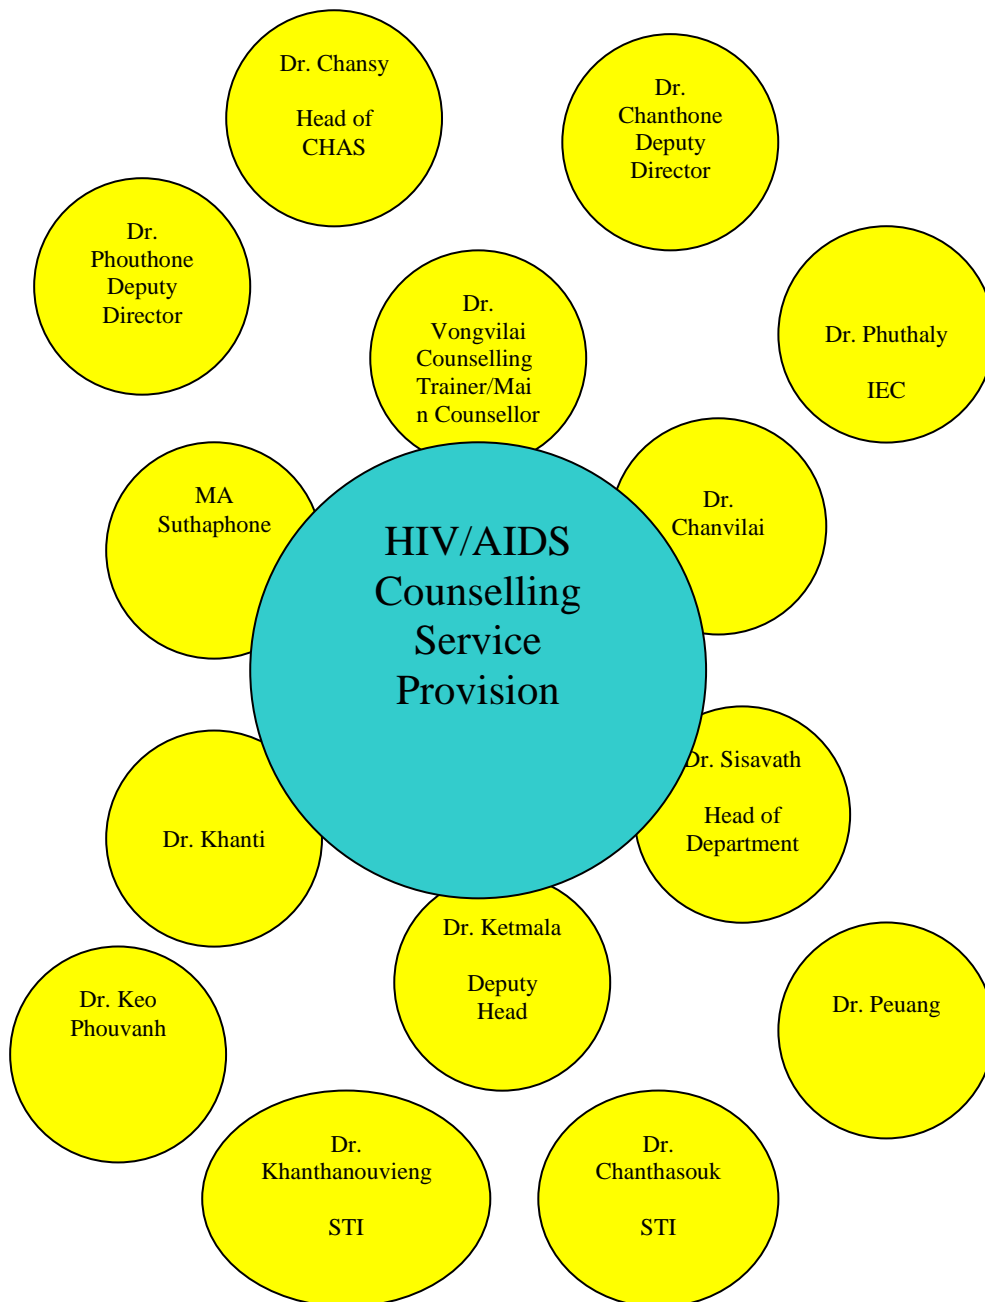 Dr. Chansy
Head of
CHAS
Dr.
Chanthone
Deputy
Director
Dr.
Phouthone
Deputy
Director
Dr.
Vongvilai
Counselling
Trainer/Mai
n Counsellor
Dr. Phuthaly
IEC
MA
Suthaphone
Dr.
Chanvilai
HIV/AIDS
Counselling
Service
Provision
Dr. Khanti
Dr. Sisavath
Head of
Department
Dr. Ketmala
Deputy
Head
Dr. Keo
Phouvanh
Dr. Peuang
Dr.
Khanthanouvieng
STI
Dr.
Chanthasouk
STI